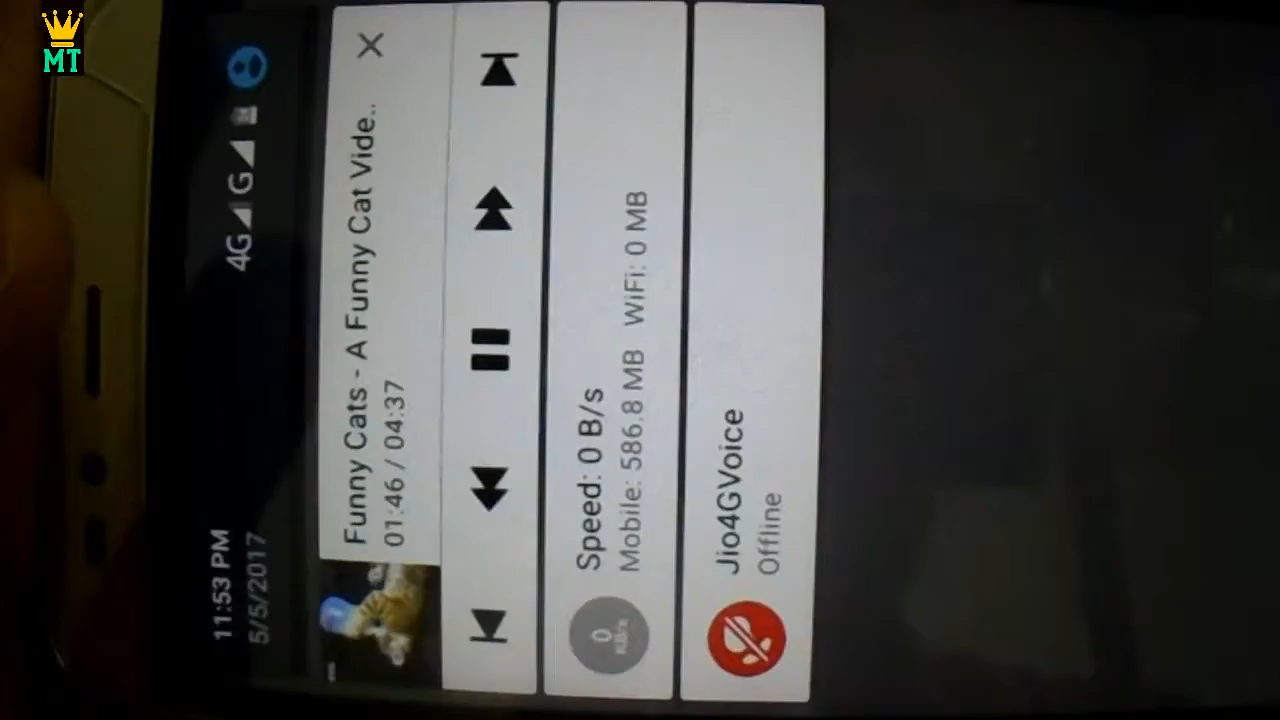 MT
11:53 PM
5/5/2017
4G G
Funny Cats - A Funny Cat Vide..
01:46 / 04:37
0
KB/s
Speed: 0 B/s
Mobile: 586.8 MB WiFi: 0 MB
Jio4GVoice
Offline